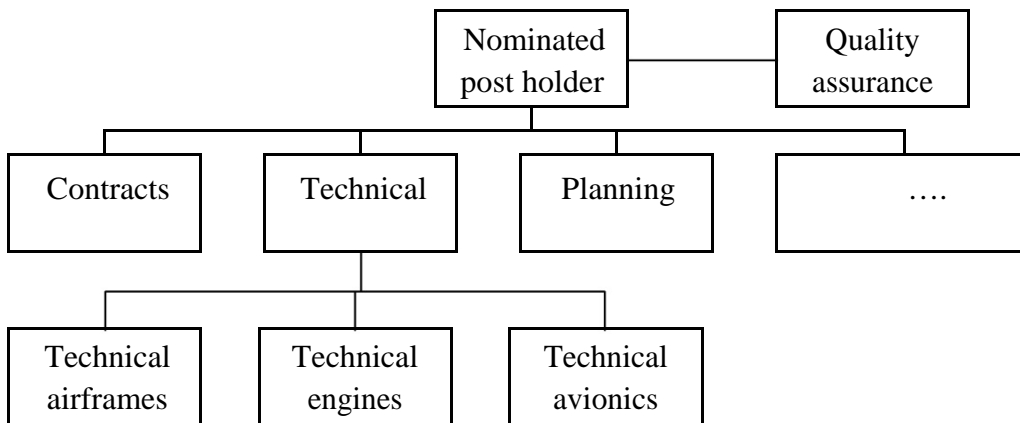 Nominated
post holder
Quality
assurance
Contracts
Technical
Planning
….
Technical
airframes
Technical
engines
Technical
avionics